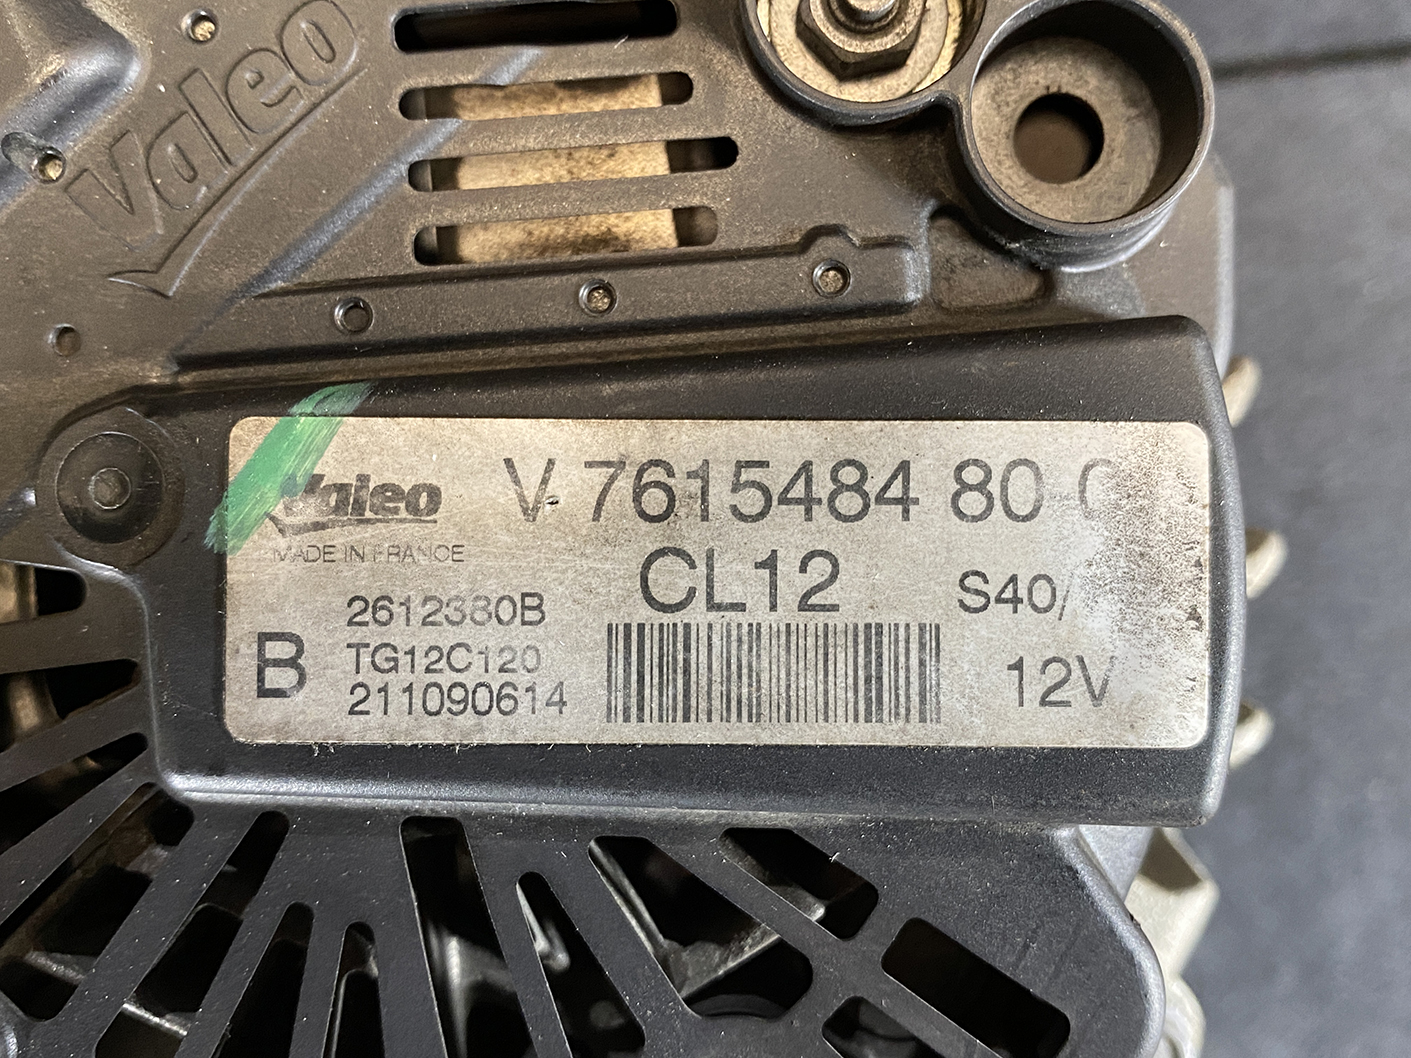 Valeo
Valeo V 7615484 80
MADE IN FRANCE
CL12
S40/
2612380B
B
TG12C120
211090614
12V